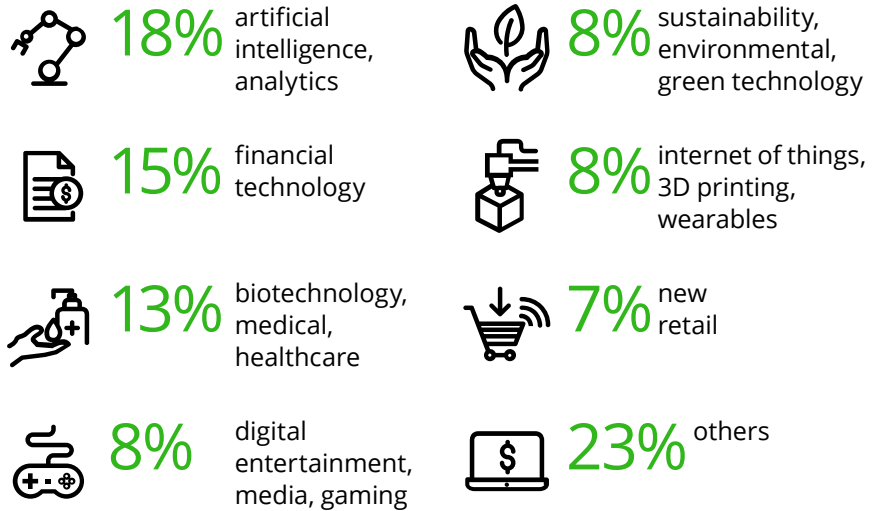 18% artificial
intelligence,
analytics
15% financial
technology
13% biotechnology,
medical,
healthcare
8% digital
entertainment,
media, gaming
8% sustainability,
environmental,
green technology
8% internet of things,
3D printing,
wearables
7% new
retail
23% others
$
$